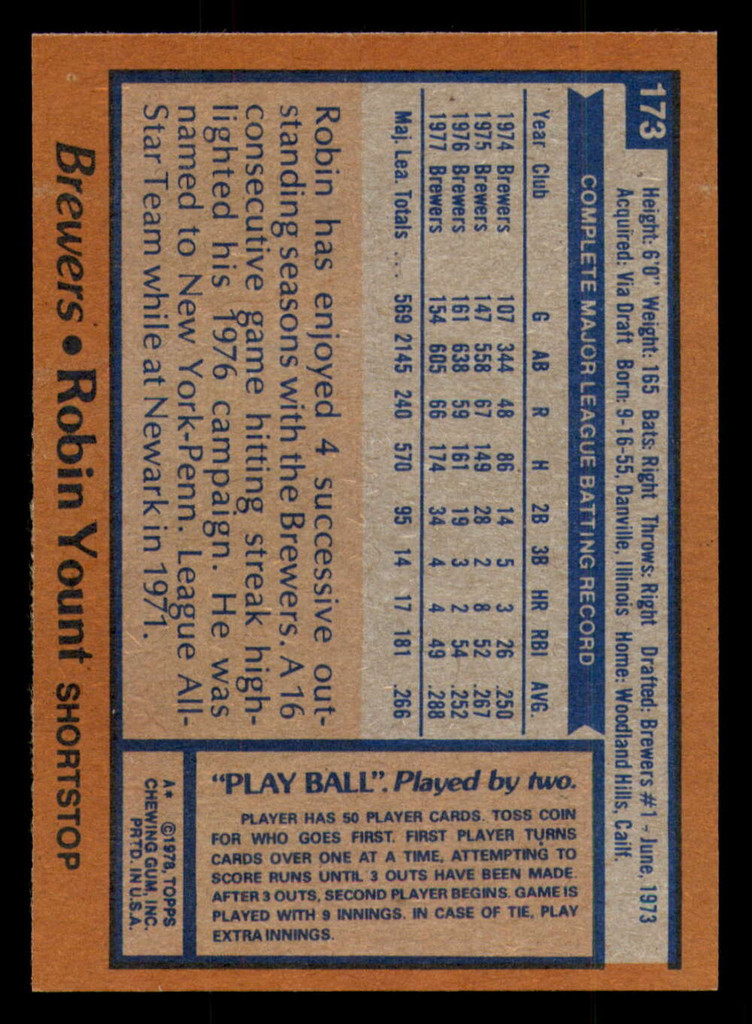 173
Height: 6'0" Weight: 165 Bats: Right Throws: Right Drafted: Brewers #1 - June, 1973
Acquired: Via Draft Born: 9-16-55, Danville, Illinois Home: Woodland Hills, Calif.
COMPLETE MAJOR LEAGUE BATTING RECORD
Year Club G AB R H 2B 3B HR RBI AVG.
1974 Brewers 107 344 48 86 14 5 3 26 .250
1975 Brewers 147 558 67 149 28 2 8 52 .267
1976 Brewers 161 638 59 161 19 3 2 54 .252
1977 Brewers 154 605 66 174 34 4 4 49 .288
Maj. Lea. Totals ... 569 2145 240 570 95 14 17 181 .266
Robin has enjoyed 4 successive out-
standing seasons with the Brewers. A 16
consecutive game hitting streak high-
lighted his 1976 campaign. He was
named to New York-Penn. League All-
Star Team while at Newark in 1971.
"PLAY BALL". Played by two.
PLAYER HAS 50 PLAYER CARDS. TOSS COIN
FOR WHO GOES FIRST. FIRST PLAYER TURNS
CARDS OVER ONE AT A TIME, ATTEMPTING TO
SCORE RUNS UNTIL 3 OUTS HAVE BEEN MADE.
AFTER 3 OUTS, SECOND PLAYER BEGINS. GAME IS
PLAYED WITH 9 INNINGS. IN CASE OF TIE, PLAY
EXTRA INNINGS.
A* ©1978, TOPPS
CHEWING GUM, INC.
PRTD. IN U.S.A.
Brewers • Robin Yount SHORTSTOP